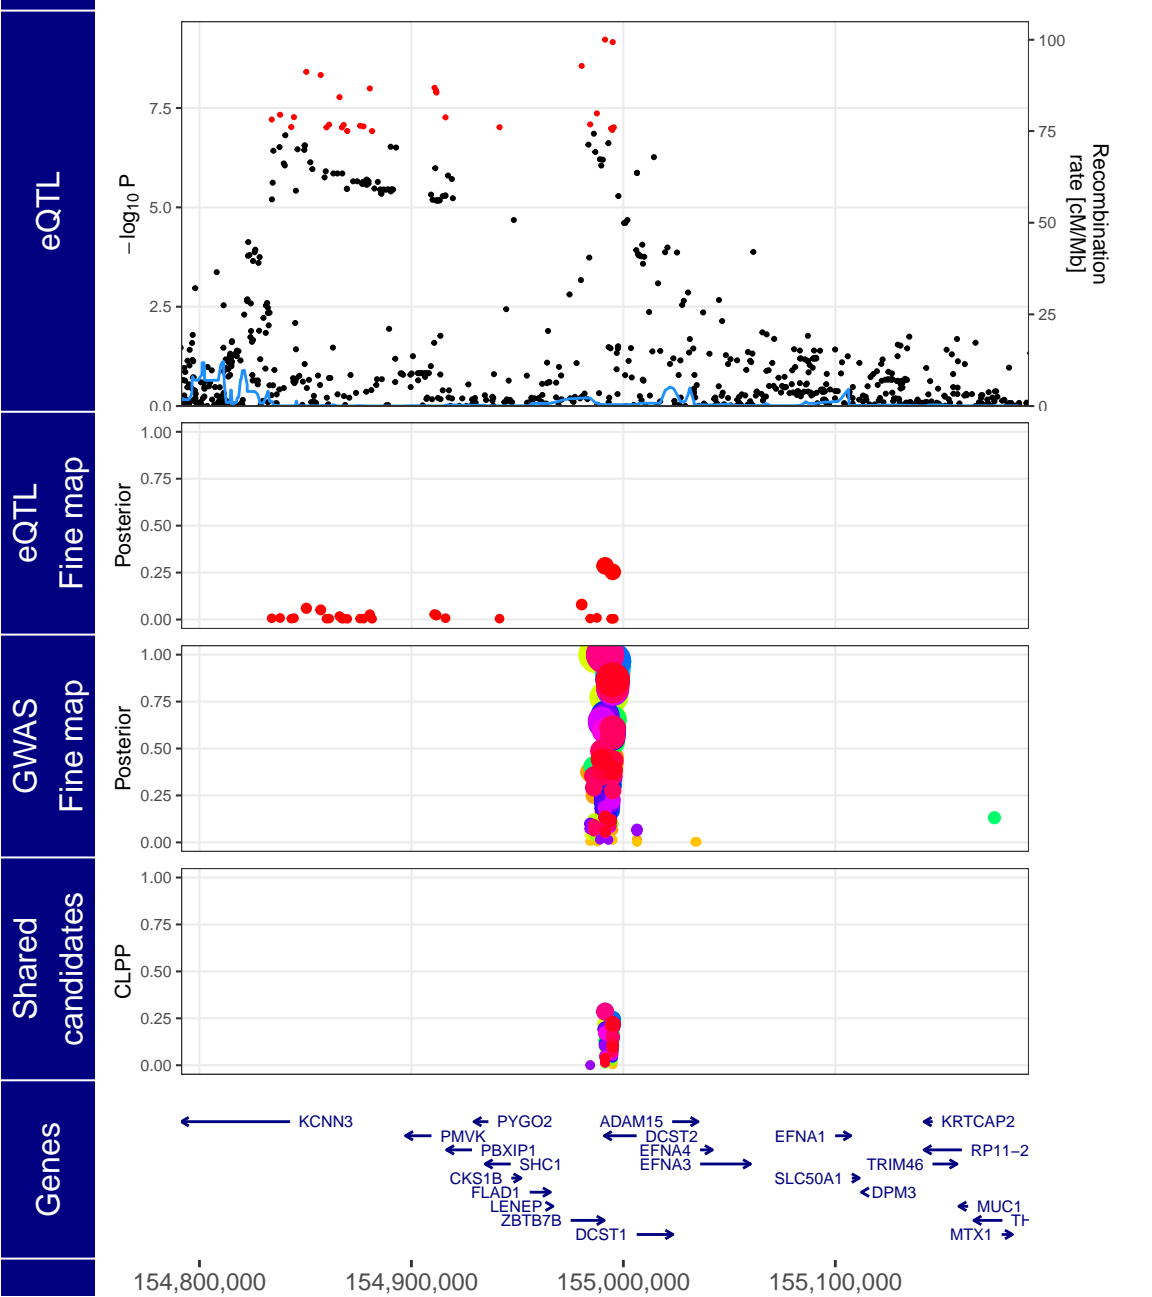 eQTL
−log10 P
7.5
5.0
2.5
0.0
100
75
50
25
0
Recombination
rate [cM/Mb]
eQTL
Fine map
Posterior
1.00
0.75
0.50
0.25
0.00
GWAS
Fine map
Posterior
1.00
0.75
0.50
0.25
0.00
Shared
candidates
CLPP
1.00
0.75
0.50
0.25
0.00
Genes
KCNN3 PYGO2 ADAM15 KRTCAP2
PMVK DCST2 EFNA1
PBXIP1 EFNA4 RP11−2
SHC1 EFNA3 TRIM46
CKS1B SLC50A1
FLAD1 DPM3
LENEP MUC1
ZBTB7B TH
DCST1 MTX1
154,800,000 154,900,000 155,000,000 155,100,000